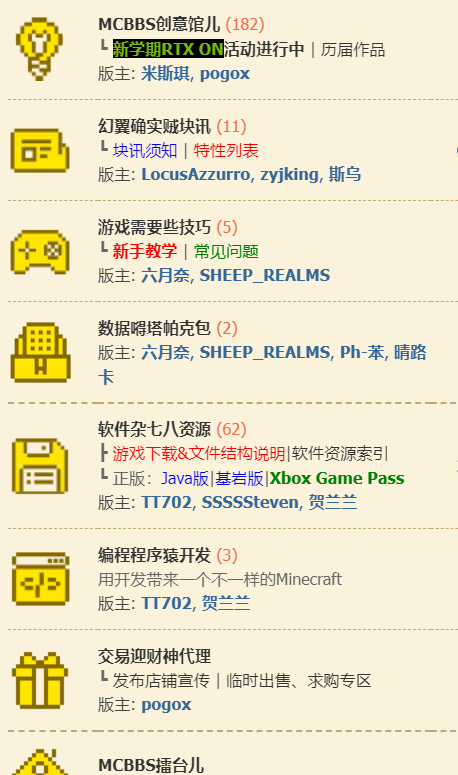 MCBBS创意馆儿 (182)
┗ 新学期RTX ON活动进行中 | 历届作品
版主: 米斯琪, pogox
幻翼确实贼块讯 (11)
┗ 块讯须知 | 特性列表
版主: LocusAzzurro, zyjking, 斯乌
游戏需要些技巧 (5)
┗ 新手教学 | 常见问题
版主: 六月奈, SHEEP_REALMS
数据嘚塔帕克包 (2)
版主: 六月奈, SHEEP_REALMS, Ph-苯, 晴路
卡
软件杂七八资源 (62)
┣ 游戏下载&文件结构说明|软件资源索引
┗ 正版：Java版|基岩版|Xbox Game Pass
版主: TT702, SSSSSteven, 贺兰兰
编程程序猿开发 (3)
用开发带来一个不一样的Minecraft
版主: TT702, 贺兰兰
交易迎财神代理
┗ 发布店铺宣传 | 临时出售、求购专区
版主: pogox
MCBBS擂台儿